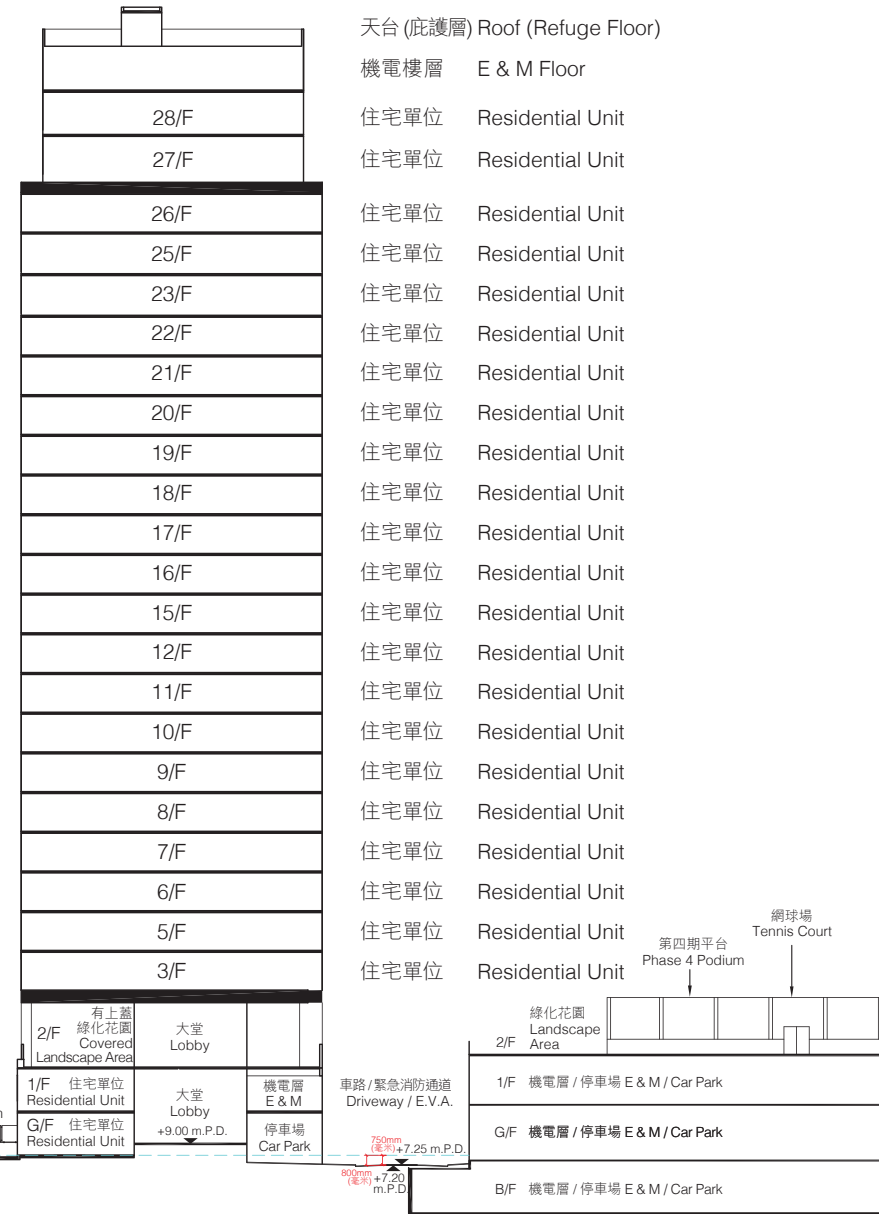 天台 (庇護層) Roof (Refuge Floor)
機電樓層 E & M Floor
28/F 住宅單位 Residential Unit
27/F 住宅單位 Residential Unit
26/F 住宅單位 Residential Unit
25/F 住宅單位 Residential Unit
23/F 住宅單位 Residential Unit
22/F 住宅單位 Residential Unit
21/F 住宅單位 Residential Unit
20/F 住宅單位 Residential Unit
19/F 住宅單位 Residential Unit
18/F 住宅單位 Residential Unit
17/F 住宅單位 Residential Unit
16/F 住宅單位 Residential Unit
15/F 住宅單位 Residential Unit
12/F 住宅單位 Residential Unit
11/F 住宅單位 Residential Unit
10/F 住宅單位 Residential Unit
9/F 住宅單位 Residential Unit
8/F 住宅單位 Residential Unit
7/F 住宅單位 Residential Unit
6/F 住宅單位 Residential Unit
5/F 住宅單位 Residential Unit
3/F 住宅單位 Residential Unit
第四期平台
Phase 4 Podium
網球場
Tennis Court
2/F
有上蓋
綠化花園
Covered
Landscape Area
大堂
Lobby
2/F
綠化花園
Landscape
Area
1/F 住宅單位
Residential Unit
大堂
Lobby
+9.00 m.P.D.
機電層
E & M
車路 / 緊急消防通道
Driveway / E.V.A.
1/F 機電層 / 停車場 E & M / Car Park
G/F 住宅單位
Residential Unit
停車場
Car Park
750mm
(毫米)
+7.25 m.P.D.
800mm
(毫米)
+7.20
m.P.D.
G/F 機電層 / 停車場 E & M / Car Park
B/F 機電層 / 停車場 E & M / Car Park